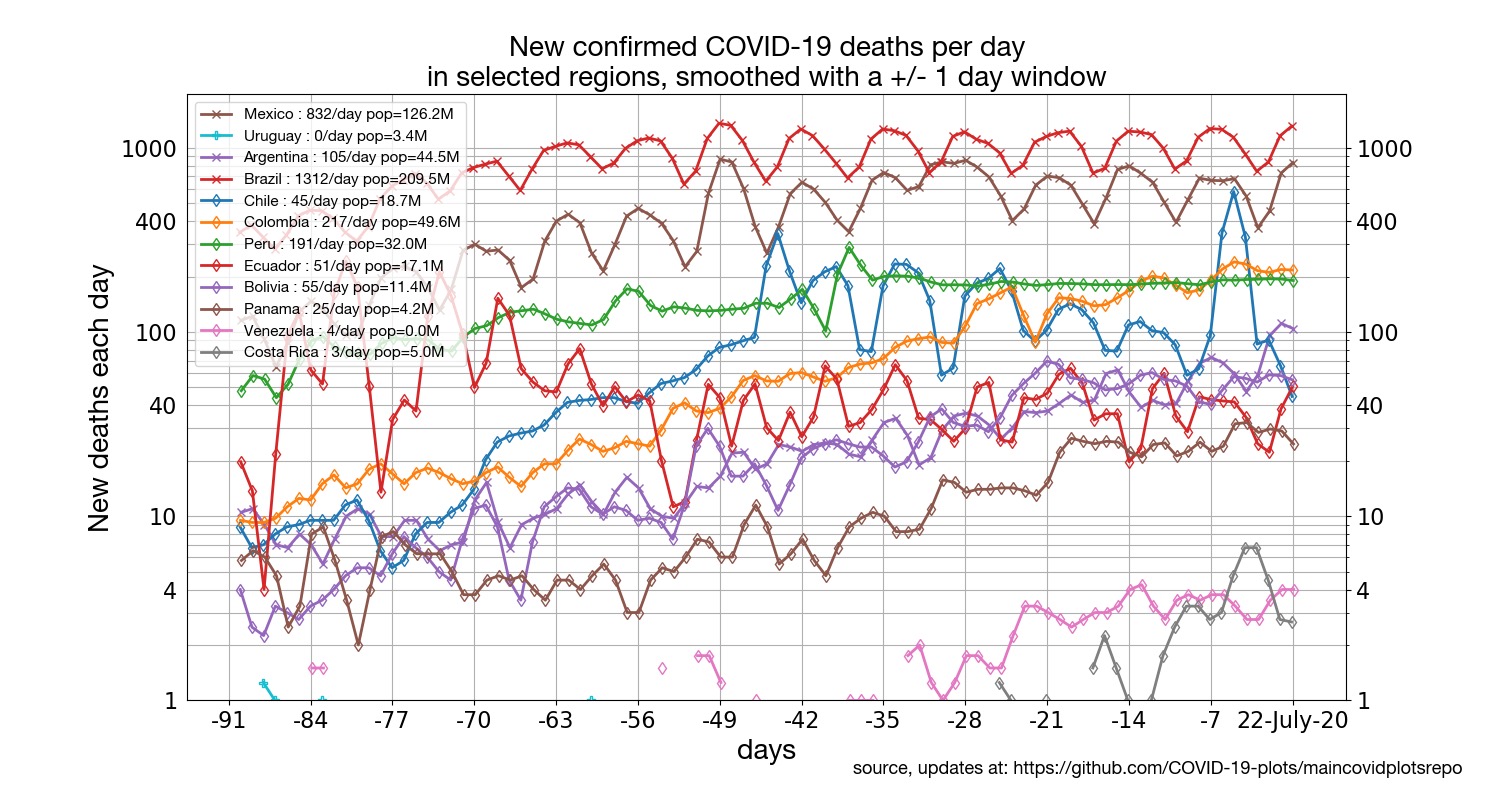 New confirmed COVID-19 deaths per day
in selected regions, smoothed with a +/- 1 day window
Mexico : 832/day pop=126.2M
Uruguay : 0/day pop=3.4M
Argentina : 105/day pop=44.5M
Brazil : 1312/day pop=209.5M
Chile : 45/day pop=18.7M
Colombia : 217/day pop=49.6M
Peru : 191/day pop=32.0M
Ecuador : 51/day pop=17.1M
Bolivia : 55/day pop=11.4M
Panama : 25/day pop=4.2M
Venezuela : 4/day pop=0.0M
Costa Rica : 3/day pop=5.0M
New deaths each day
1000
400
100
40
10
4
1
1000
400
100
40
10
4
1
-91 -84 -77 -70 -63 -56 -49 -42 -35 -28 -21 -14 -7 22-July-20
days
source, updates at: https://github.com/COVID-19-plots/maincovidplotsrepo